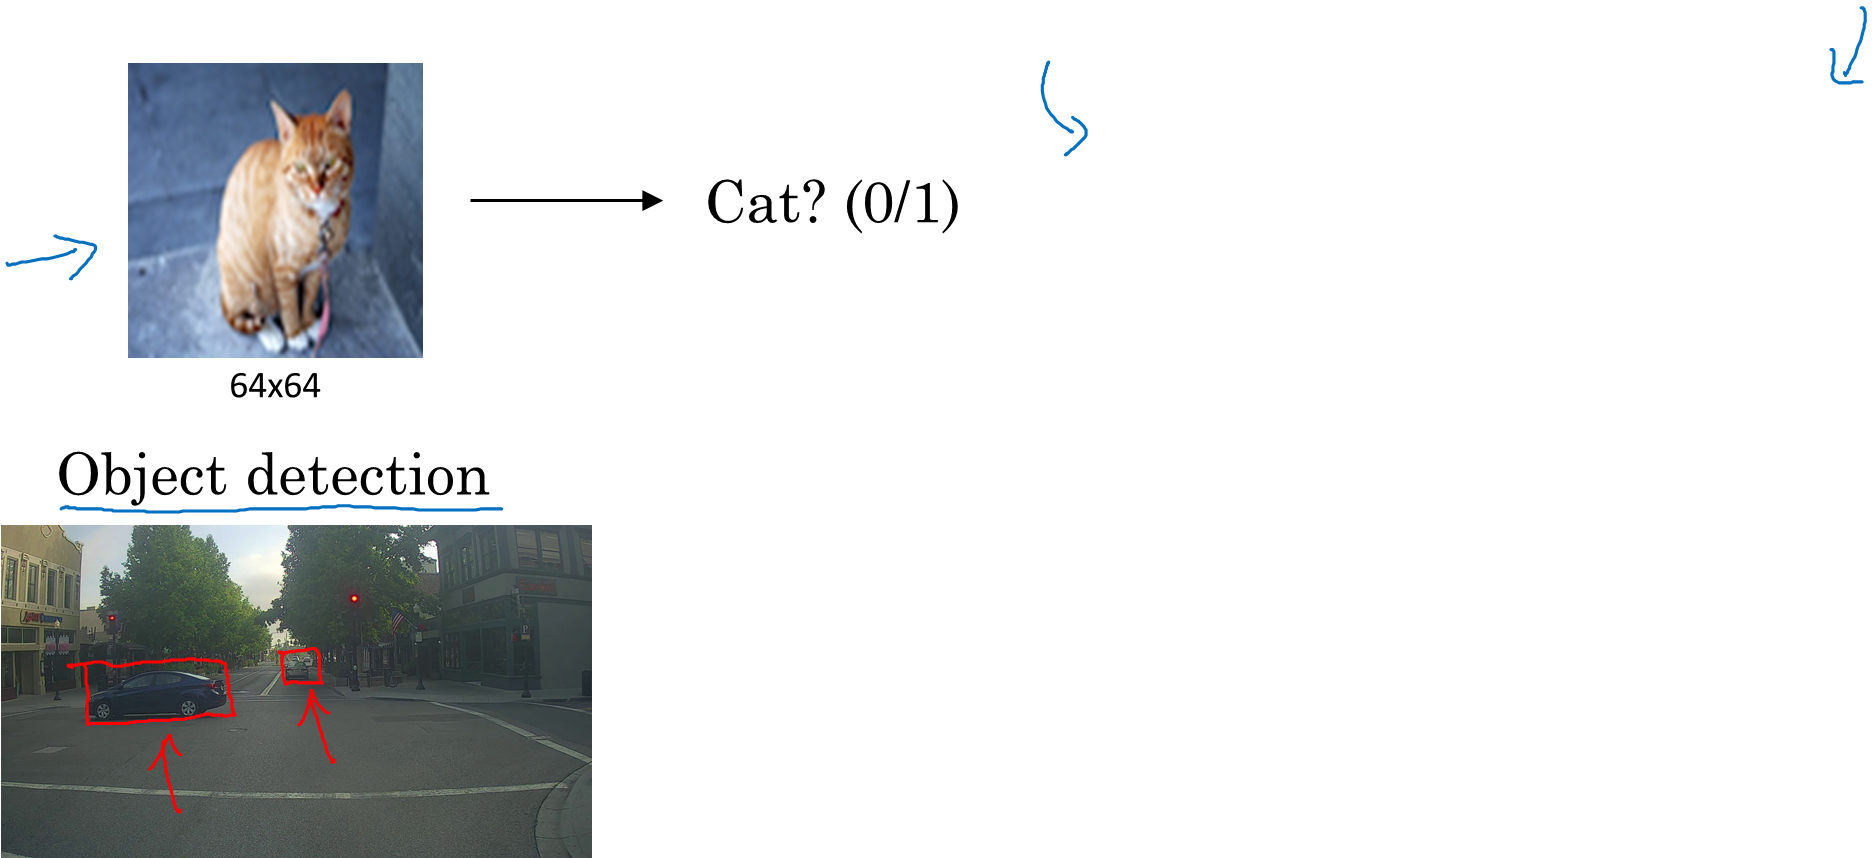 Cat? (0/1)
64x64
Object detection